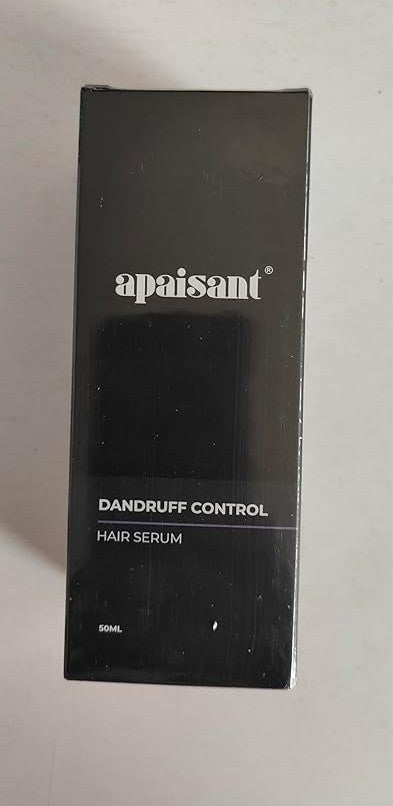 apaisant®
DANDRUFF CONTROL
HAIR SERUM
50ML